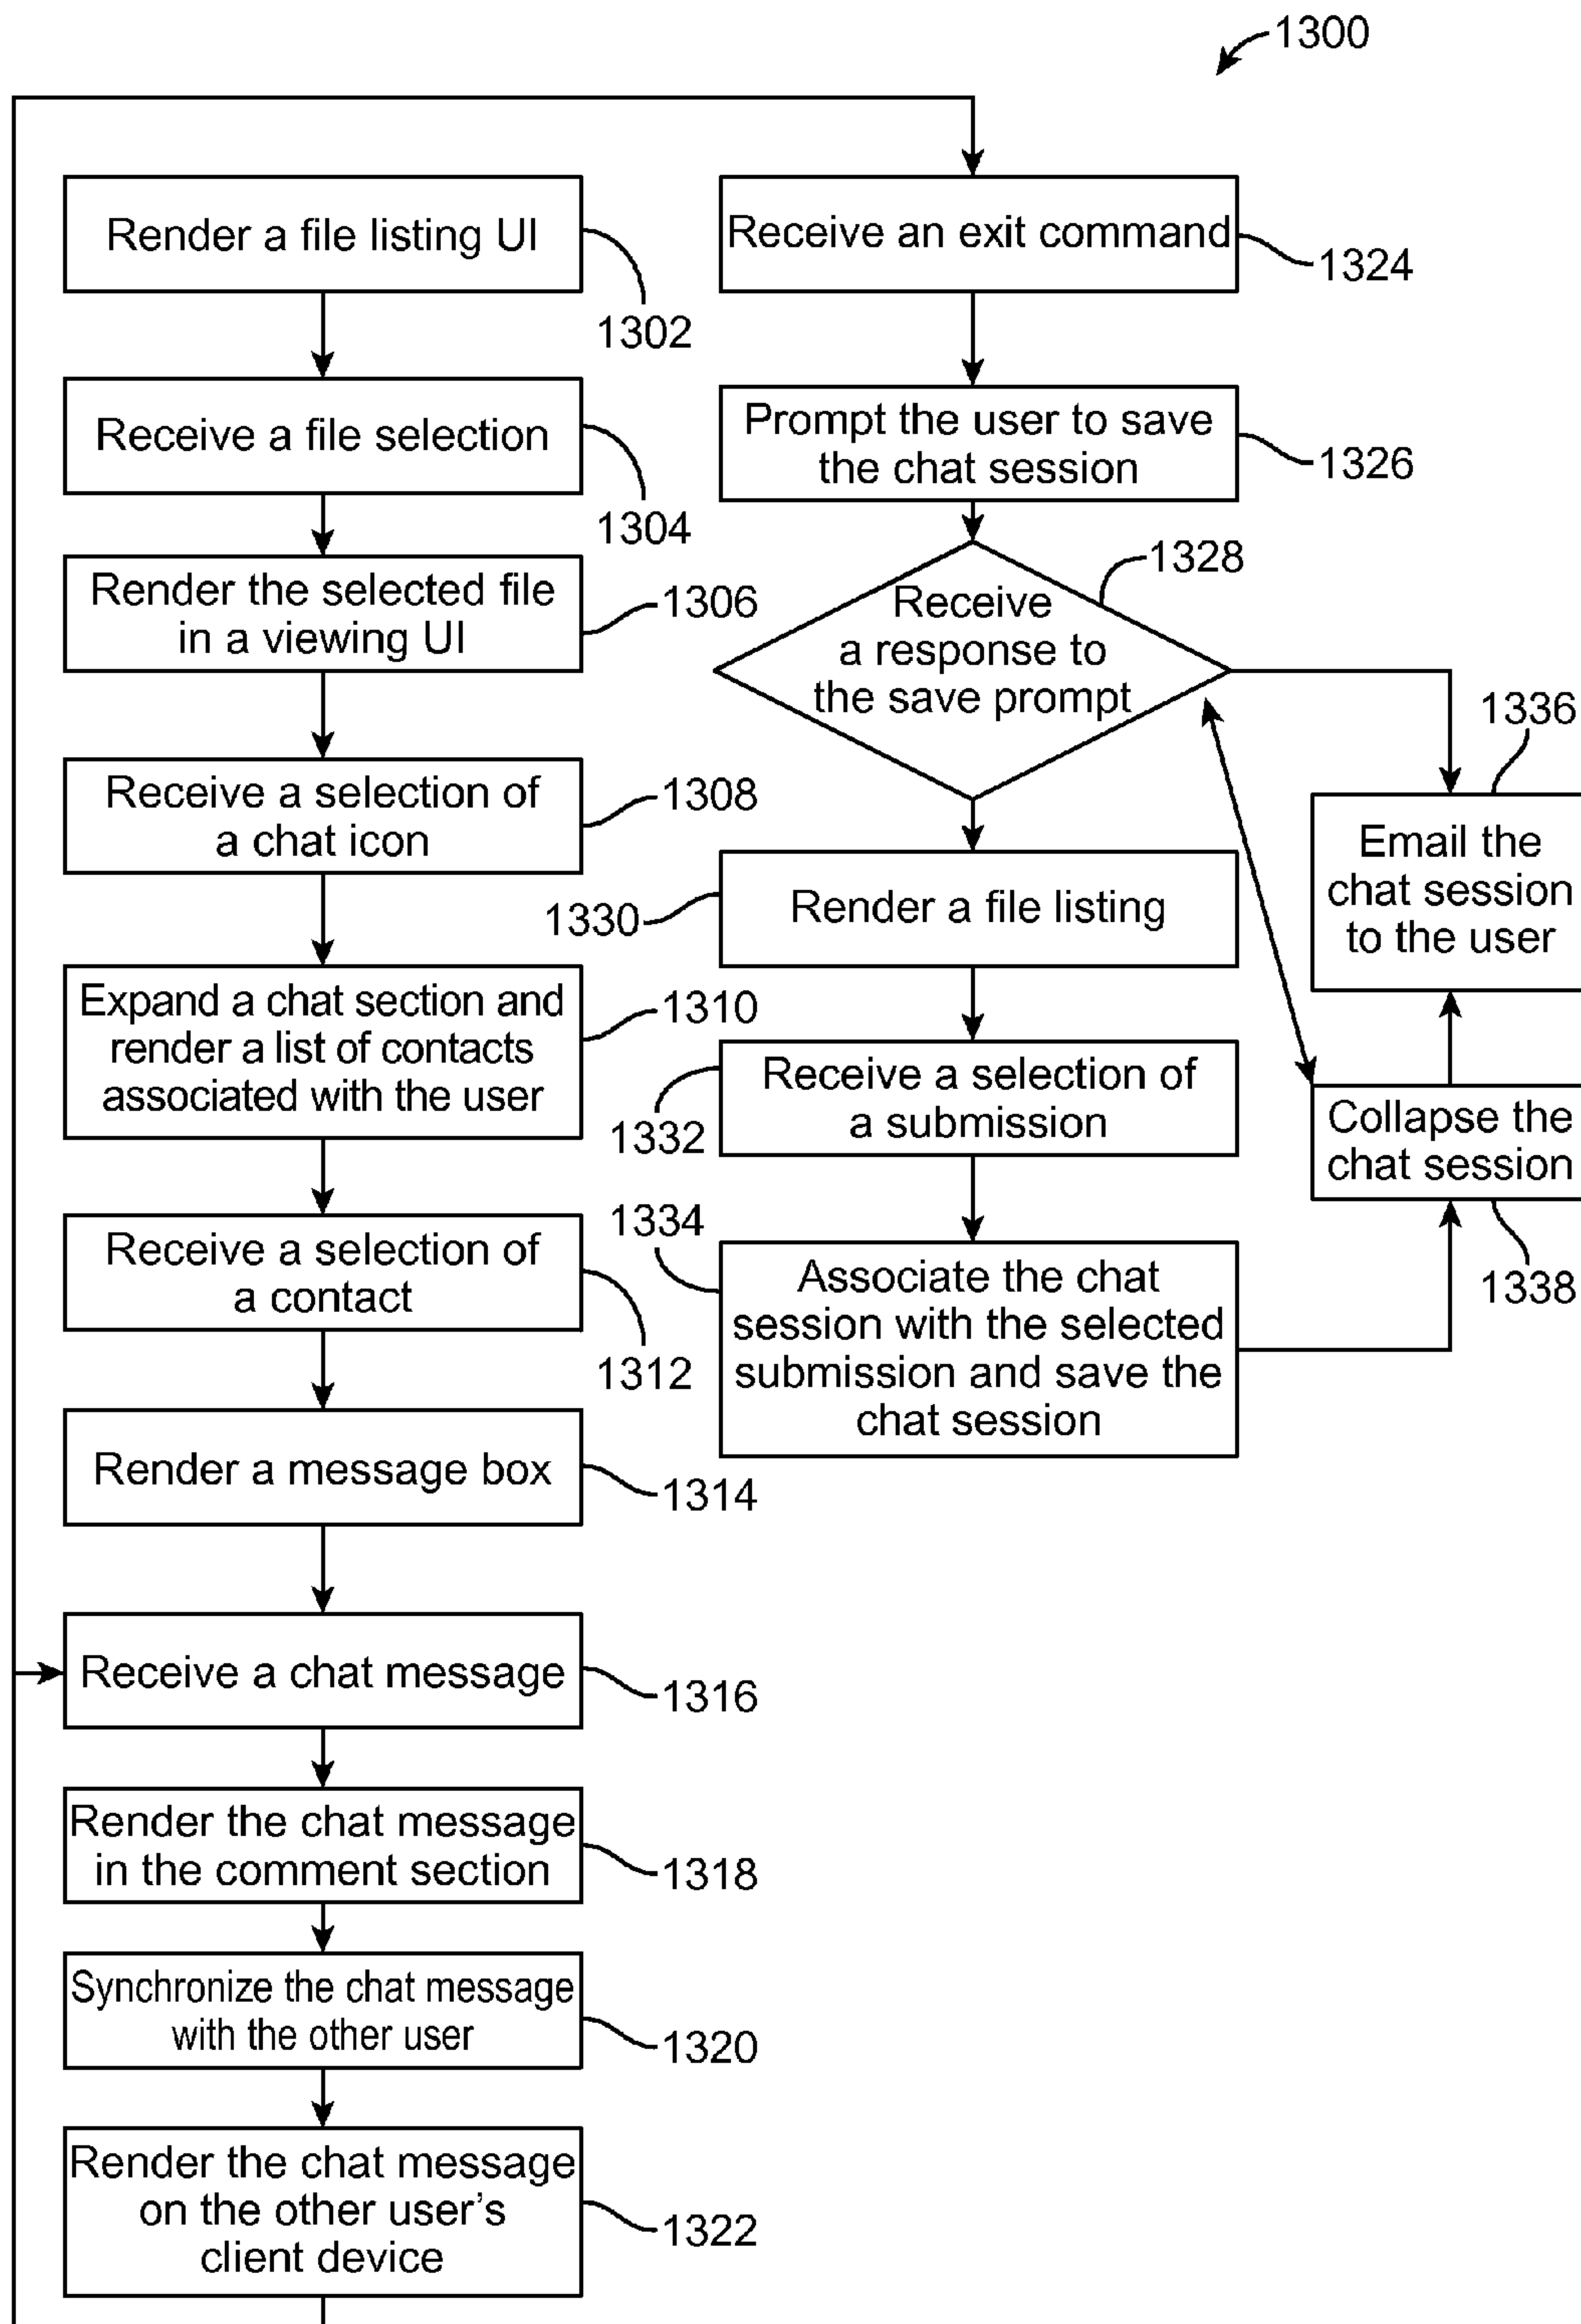 1300
Render a file listing UI
1302
Receive a file selection
1304
Render the selected file
in a viewing UI
1306
Receive a selection of
a chat icon
1308
Expand a chat section and
render a list of contacts
associated with the user
1310
Receive a selection of
a contact
1312
Render a message box
1314
Receive a chat message
1316
Render the chat message
in the comment section
1318
Synchronize the chat message
with the other user
1320
Render the chat message
on the other user's
client device
1322
Receive an exit command
1324
Prompt the user to save
the chat session
1326
Receive
a response to
the save prompt
1328
Render a file listing
1330
Receive a selection of
a submission
1332
1334
Associate the chat
session with the selected
submission and save the
chat session
1336
Email the
chat session
to the user
Collapse the
chat session
1338